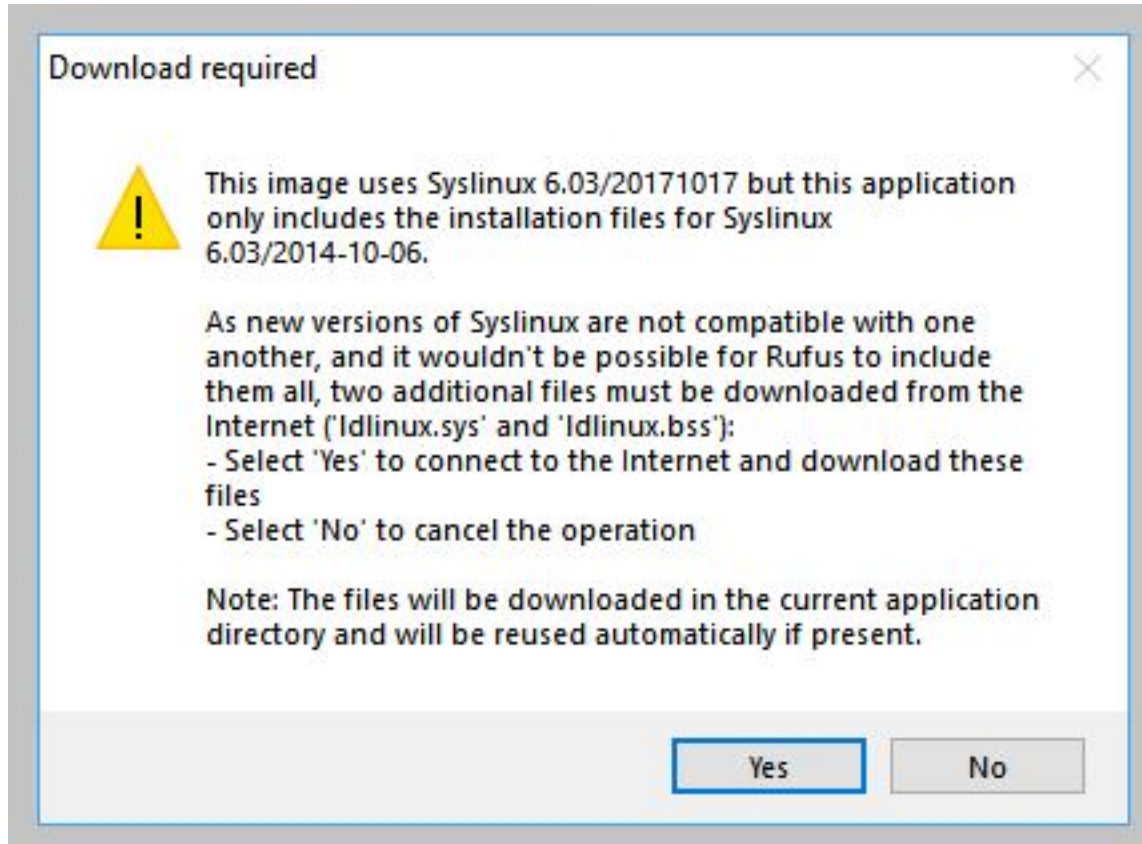 Download required
This image uses Syslinux 6.03/20171017 but this application
only includes the installation files for Syslinux
6.03/2014-10-06.
As new versions of Syslinux are not compatible with one
another, and it wouldn't be possible for Rufus to include
them all, two additional files must be downloaded from the
Internet ('ldlinux.sys' and 'ldlinux.bss'):
- Select 'Yes' to connect to the Internet and download these
files
- Select 'No' to cancel the operation
Note: The files will be downloaded in the current application
directory and will be reused automatically if present.
Yes
No